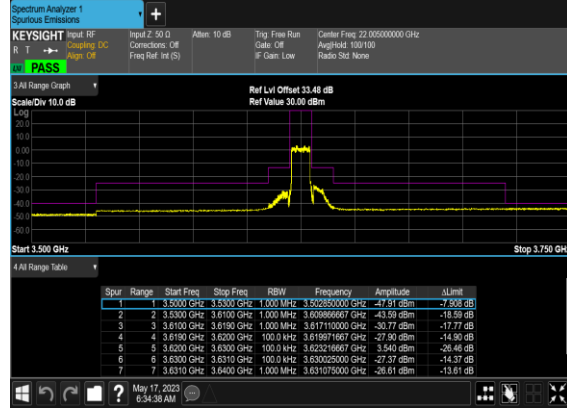 Spectrum Analyzer 1
Spurious Emissions
KEYSIGHT Input: RF
R T Coupling: DC
Align: Off
Input Z: 50 Ω
Corrections: Off
Freq Ref: Int (S)
Atten: 10 dB
Trig: Free Run
Gate: Off
IF Gain: Low
Center Freq: 22.005000000 GHz
Avg|Hold: 100/100
Radio Std: None
PASS
3 All Range Graph
Scale/Div 10.0 dB
Ref Lvl Offset 33.48 dB
Ref Value 30.00 dBm
Log
20.0
10.0
0.00
-10.0
-20.0
-30.0
-40.0
-50.0
-60.0
Start 3.500 GHz
Stop 3.750 GHz
4 All Range Table
Spur Range Start Freq Stop Freq RBW Frequency Amplitude ΔLimit
1 1 3.5000 GHz 3.5300 GHz 1.000 MHz 3.502850000 GHz -47.91 dBm -7.908 dB
2 2 3.5300 GHz 3.6100 GHz 1.000 MHz 3.609866667 GHz -43.59 dBm -18.59 dB
3 3 3.6100 GHz 3.6190 GHz 1.000 MHz 3.617110000 GHz -30.77 dBm -17.77 dB
4 4 3.6190 GHz 3.6200 GHz 100.0 kHz 3.619971667 GHz -27.90 dBm -14.90 dB
5 5 3.6200 GHz 3.6300 GHz 100.0 kHz 3.623216667 GHz 3.540 dBm -26.46 dB
6 6 3.6300 GHz 3.6310 GHz 100.0 kHz 3.630025000 GHz -27.37 dBm -14.37 dB
7 7 3.6310 GHz 3.6400 GHz 1.000 MHz 3.631075000 GHz -26.61 dBm -13.61 dB
May 17, 2023
6:34:38 AM